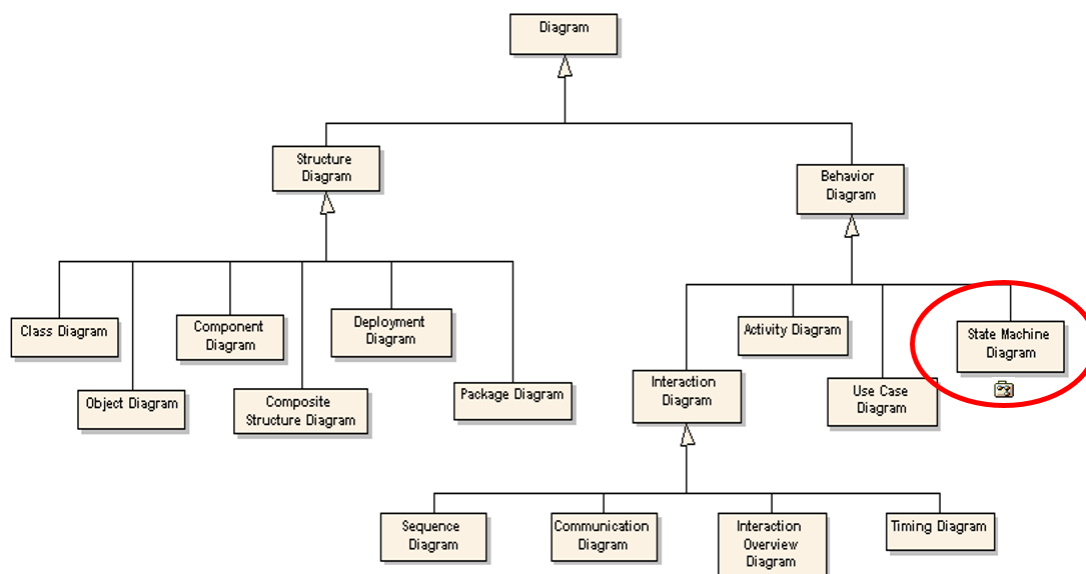 Diagram
Structure
Diagram
Behavior
Diagram
Class Diagram
Object Diagram
Component
Diagram
Composite
Structure Diagram
Deployment
Diagram
Package Diagram
Interaction
Diagram
Activity Diagram
Use Case
Diagram
State Machine
Diagram
Sequence
Diagram
Communication
Diagram
Interaction
Overview
Diagram
Timing Diagram